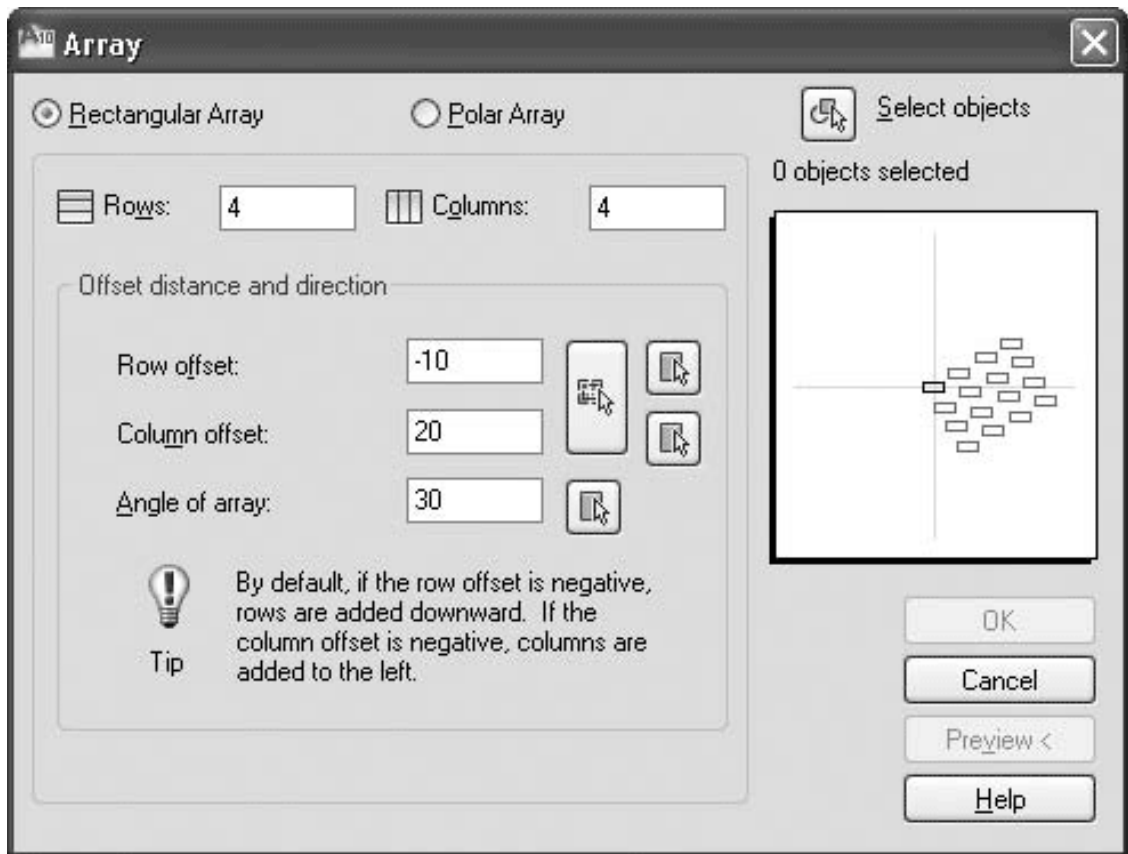 Array
Rectangular Array
Polar Array
Select objects
0 objects selected
Rows:
4
Columns:
4
Offset distance and direction
Row offset:
-10
Column offset:
20
Angle of array:
30
Tip
By default, if the row offset is negative,
rows are added downward.  If the
column offset is negative, columns are
added to the left.
OK
Cancel
Preview <
Help